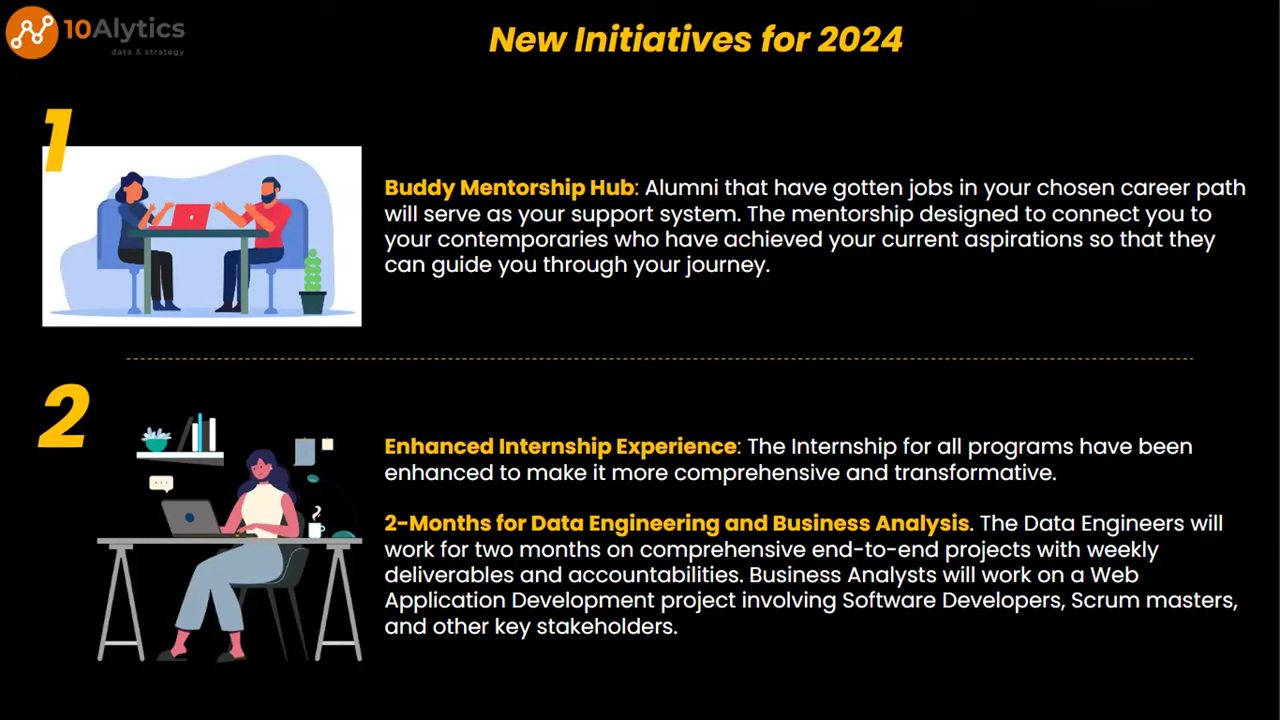 10Alytics
data & strategy
New Initiatives for 2024
1
Buddy Mentorship Hub: Alumni that have gotten jobs in your chosen career path
will serve as your support system. The mentorship designed to connect you to
your contemporaries who have achieved your current aspirations so that they
can guide you through your journey.
2
Enhanced Internship Experience: The Internship for all programs have been
enhanced to make it more comprehensive and transformative.
2-Months for Data Engineering and Business Analysis. The Data Engineers will
work for two months on comprehensive end-to-end projects with weekly
deliverables and accountabilities. Business Analysts will work on a Web
Application Development project involving Software Developers, Scrum masters,
and other key stakeholders.